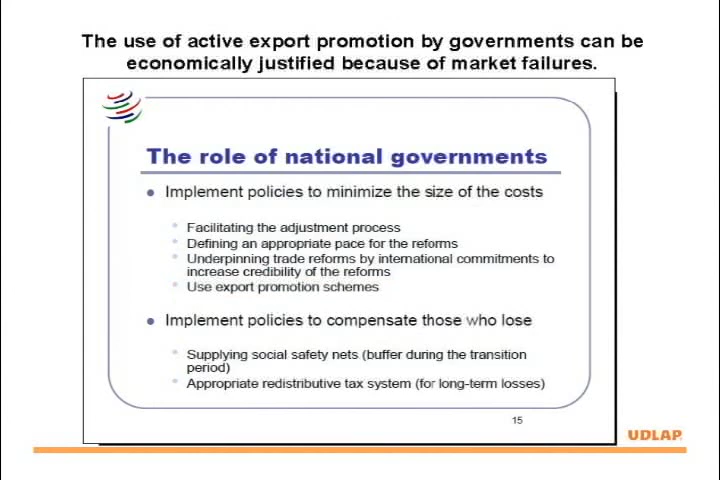 The use of active export promotion by governments can be
economically justified because of market failures.
The role of national governments
Implement policies to minimize the size of the costs
Facilitating the adjustment process
Defining an appropriate pace for the reforms
Underpinning trade reforms by international commitments to
increase credibility of the reforms
Use export promotion schemes
Implement policies to compensate those who lose
Supplying social safety nets (buffer during the transition
period)
Appropriate redistributive tax system (for long-term losses)
15
UDLAP